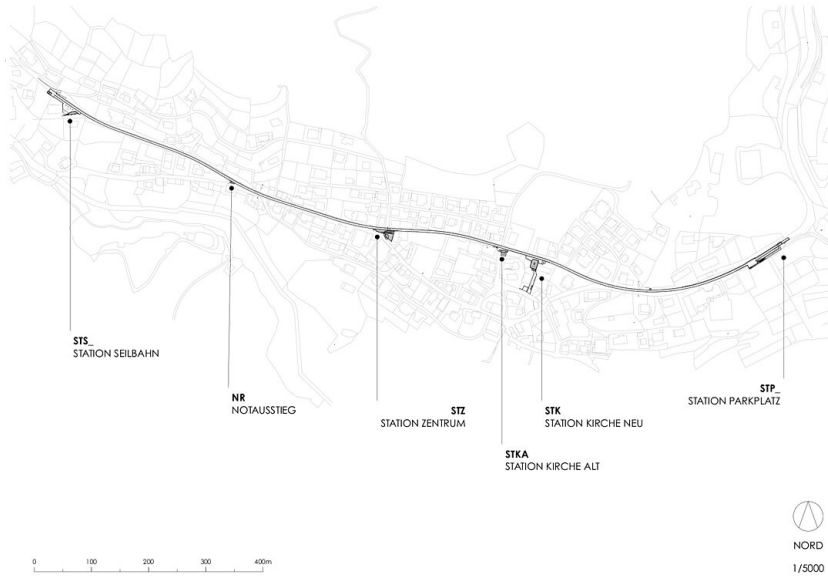 STS_
STATION SEILBAHN
NR
NOTAUSSTIEG
STZ
STATION ZENTRUM
STKA
STATION KIRCHE ALT
STK
STATION KIRCHE NEU
STP_
STATION PARKPLATZ
NORD
1/5000
0 100 200 300 400m